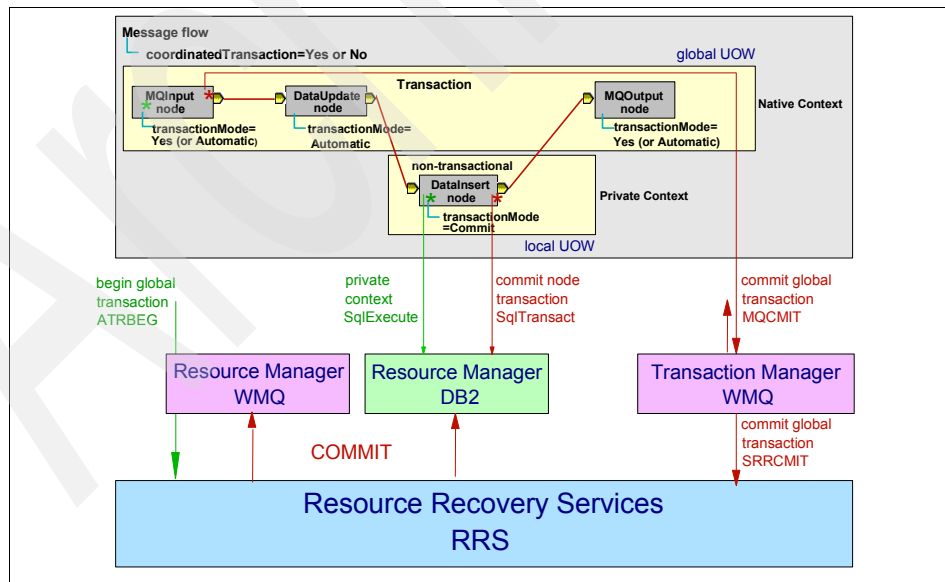 Message flow
coordinatedTransaction=Yes or No
global UOW
Transaction
MQInput
node
DataUpdate
node
MQOutput
node
Native Context
transactionMode=
Yes (or Automatic)
transactionMode=
Automatic
transactionMode=
Yes (or Automatic)
non-transactional
DataInsert
node
Private Context
transactionMode
=Commit
local UOW
begin global
transaction
ATRBEG
private
context
SqlExecute
commit node
transaction
SqlTransact
commit global
transaction
MQCMIT
Resource Manager
WMQ
Resource Manager
DB2
Transaction Manager
WMQ
COMMIT
commit global
transaction
SRRCMIT
Resource Recovery Services
RRS